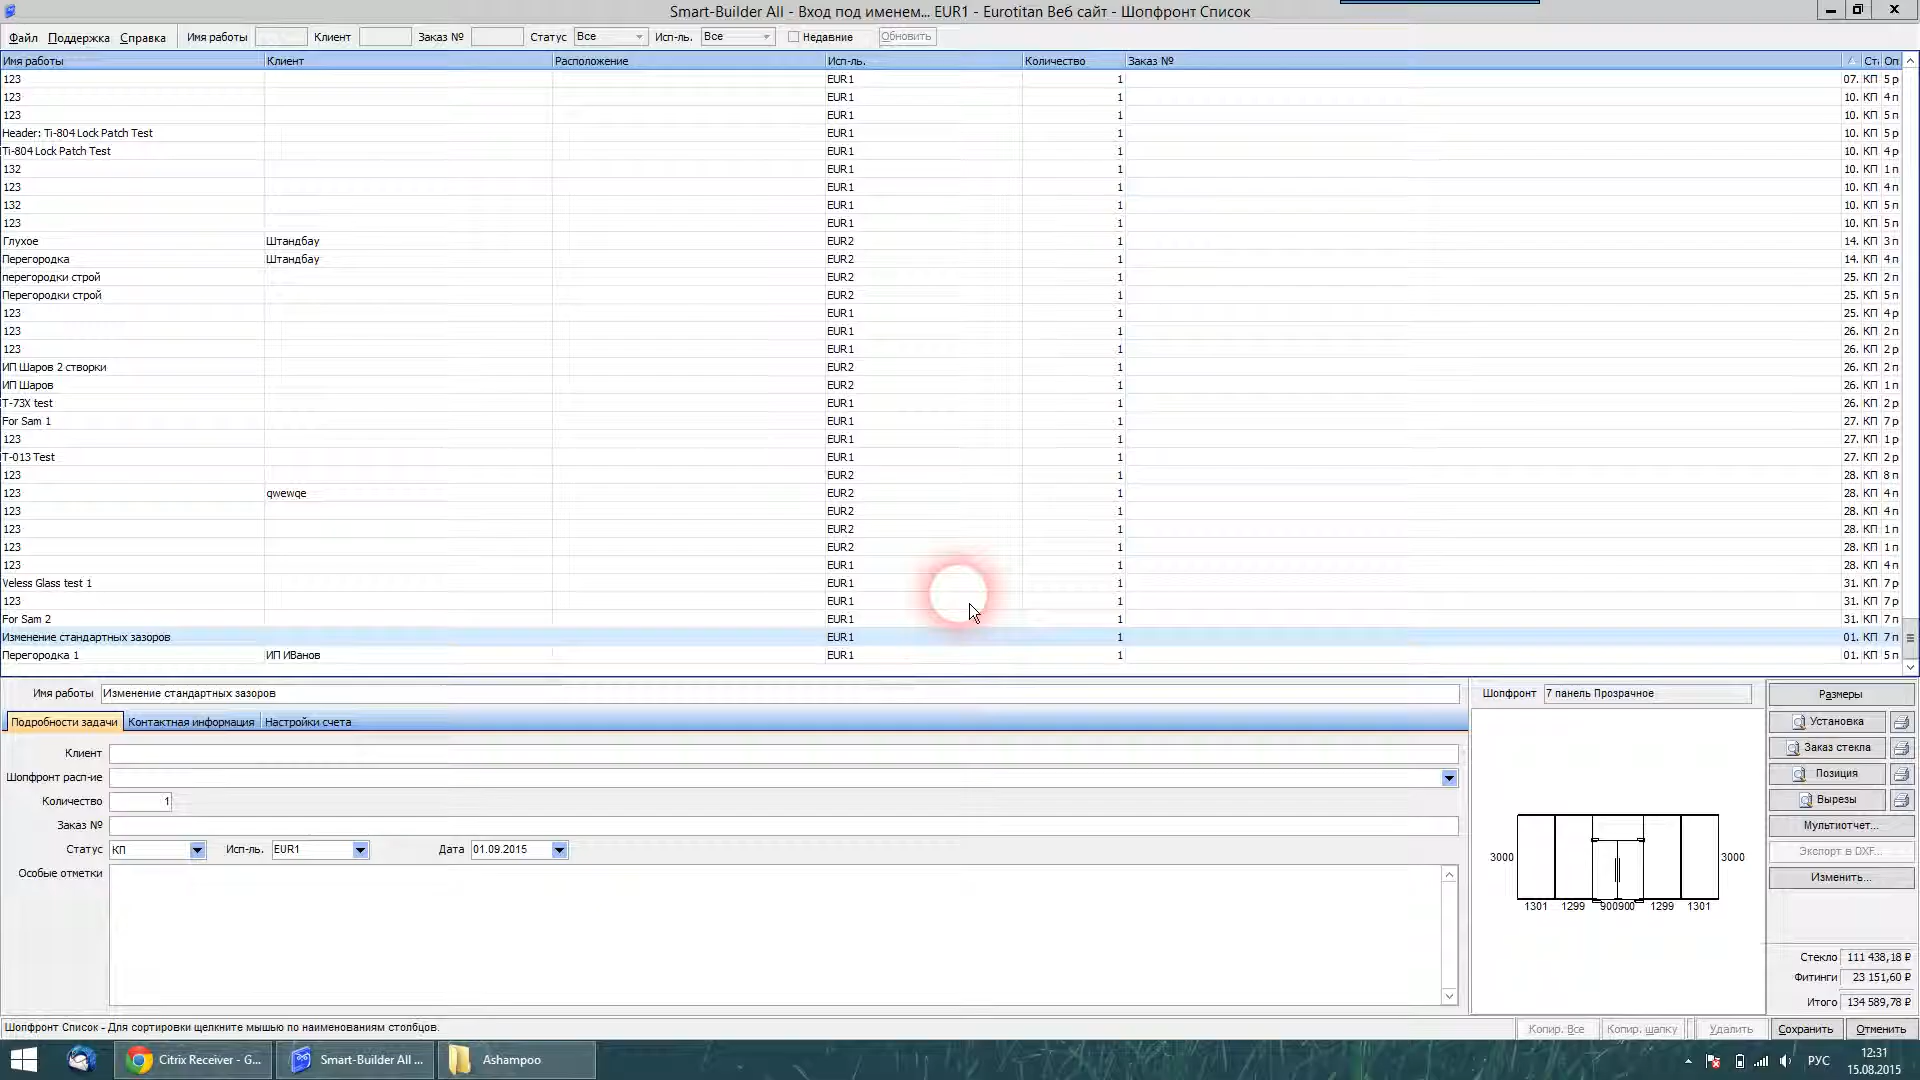 Smart-Builder All - Вход под именем... EUR1 - Eurotitan Веб сайт - Шопфронт Список
Файл Поддержка Справка Имя работы Клиент Заказ № Статус Все Исп-ль. Все Недавние Обновить
Имя работы Клиент Расположение Исп-ль. Количество Заказ № Ст Оп
123 EUR1 1 07. КП 5 р
123 EUR1 1 10. КП 4 п
123 EUR1 1 10. КП 5 п
Header: Ti-804 Lock Patch Test EUR1 1 10. КП 5 р
Ti-804 Lock Patch Test EUR1 1 10. КП 4 р
132 EUR1 1 10. КП 1 п
123 EUR1 1 10. КП 4 п
132 EUR1 1 10. КП 5 п
123 EUR1 1 10. КП 5 п
Глухое Штандбау EUR2 1 14. КП 3 п
Перегородка Штандбау EUR2 1 14. КП 4 п
перегородки строй EUR2 1 25. КП 2 п
Перегородки строй EUR2 1 25. КП 5 п
123 EUR1 1 25. КП 4 р
123 EUR1 1 26. КП 2 п
123 EUR1 1 26. КП 2 р
ИП Шаров 2 створки EUR2 1 26. КП 2 п
ИП Шаров EUR2 1 26. КП 1 п
T-73X test EUR1 1 26. КП 2 р
For Sam 1 EUR1 1 27. КП 7 р
123 EUR1 1 27. КП 1 р
T-013 Test EUR1 1 27. КП 2 р
123 EUR2 1 28. КП 8 п
123 qwewqe EUR2 1 28. КП 4 п
123 EUR2 1 28. КП 4 п
123 EUR2 1 28. КП 1 п
123 EUR2 1 28. КП 1 п
123 EUR1 1 28. КП 4 п
Veless Glass test 1 EUR1 1 31. КП 7 р
123 EUR1 1 31. КП 7 р
For Sam 2 EUR1 1 31. КП 7 п
Изменение стандартных зазоров EUR1 1 01. КП 7 п
Перегородка 1 ИП ИВанов EUR1 1 01. КП 5 п
Имя работы Изменение стандартных зазоров Шопфронт 7 панель Прозрачное Размеры
Подробности задачи Контактная информация Настройки счета Установка
Клиент Заказ стекла
Шопфронт расп-ие Позиция
Количество 1 Вырезы
Заказ № Мультиотчет...
Статус КП Исп-ль. EUR1 Дата 01.09.2015 Экспорт в DXF...
Особые отметки Изменить...
3000 3000
1301 1299 900900 1299 1301
Стекло 111 438,18 ₽
Фитинги 23 151,60 ₽
Итого 134 589,78 ₽
Шопфронт Список - Для сортировки щелкните мышью по наименованиям столбцов. Копир. Все Копир. шапку Удалить Сохранить Отменить
Citrix Receiver - G... Smart-Builder All ... Ashampoo РУС 12:31
15.08.2015